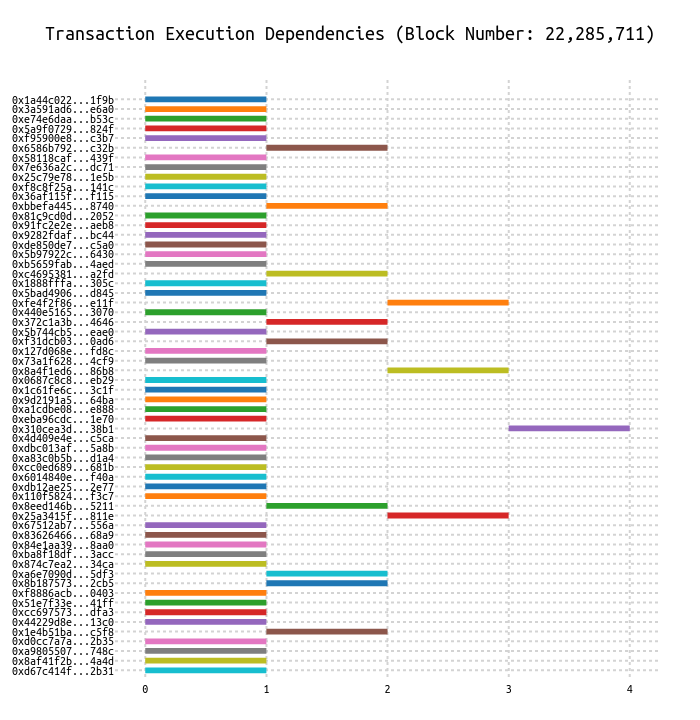 Transaction Execution Dependencies (Block Number: 22,285,711)
0x1a44c022...1f9b
0x3a591ad6...e6a0
0xe74e6daa...b53c
0x5a9f0729...824f
0xf95900e8...c3b7
0x6586b792...c32b
0x58118caf...439f
0x7e636a2c...dc71
0x25c79e78...1e5b
0xf8c8f25a...141c
0x36af115f...f115
0xbbefa445...8740
0x81c9cd0d...2052
0x91fc2e2e...aeb8
0x9282fdaf...bc44
0xde850de7...c5a0
0x5b97922c...6430
0xb5659fab...4aed
0xc4695381...a2fd
0x1888fffa...305c
0x5bad4906...d845
0xfe4f2f86...e11f
0x440e5165...3070
0x372c1a3b...4646
0x5b744cb5...eae0
0xf31dcb03...0ad6
0x127d068e...fd8c
0x73a1f628...4cf9
0x8a4f1ed6...86b8
0x0687c8c8...eb29
0x1c61fe6c...3c1f
0x9d2191a5...64ba
0xa1cdbe08...e888
0xeba96cdc...1e70
0x310cea3d...38b1
0x4d409e4e...c5ca
0xdbc013af...5a8b
0xa83c0b5b...d1a4
0xcc0ed689...681b
0x6014840e...f40a
0xdb12ae25...2e77
0x110f5824...f3c7
0x8eed146b...5211
0x25a3415f...811e
0x67512ab7...556a
0x83626466...68a9
0x84e1aa39...8aa0
0xba8f18df...3acc
0x874c7ea2...34ca
0xa6e7090d...5df3
0x8b187573...2cb5
0xf8886acb...0403
0x51e7f33e...41ff
0xcc697573...dfa3
0x44229d8e...13c0
0x1e4b51ba...c5f8
0xd0cc7a7a...2b35
0xa9805507...748c
0x8af41f2b...4a4d
0xd67c414f...2b31
0 1 2 3 4